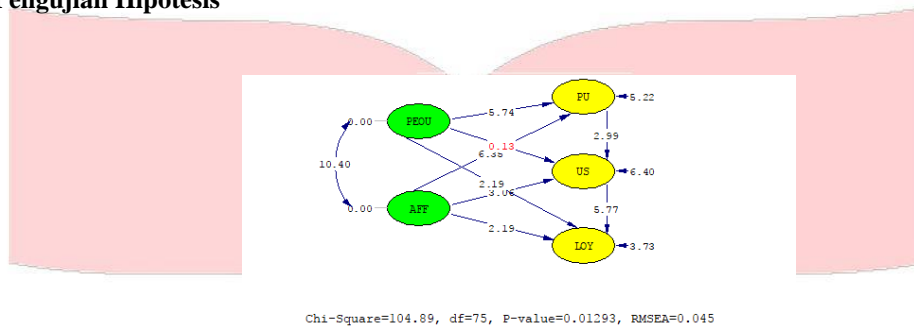 Pengujian Hipotesis
PU
5.22
0.00
PEOU
5.74
2.99
0.13
6.35
10.40
US
6.40
2.19
3.06
0.00
AFF
5.77
2.19
LOY
3.73
Chi-Square=104.89, df=75, P-value=0.01293, RMSEA=0.045